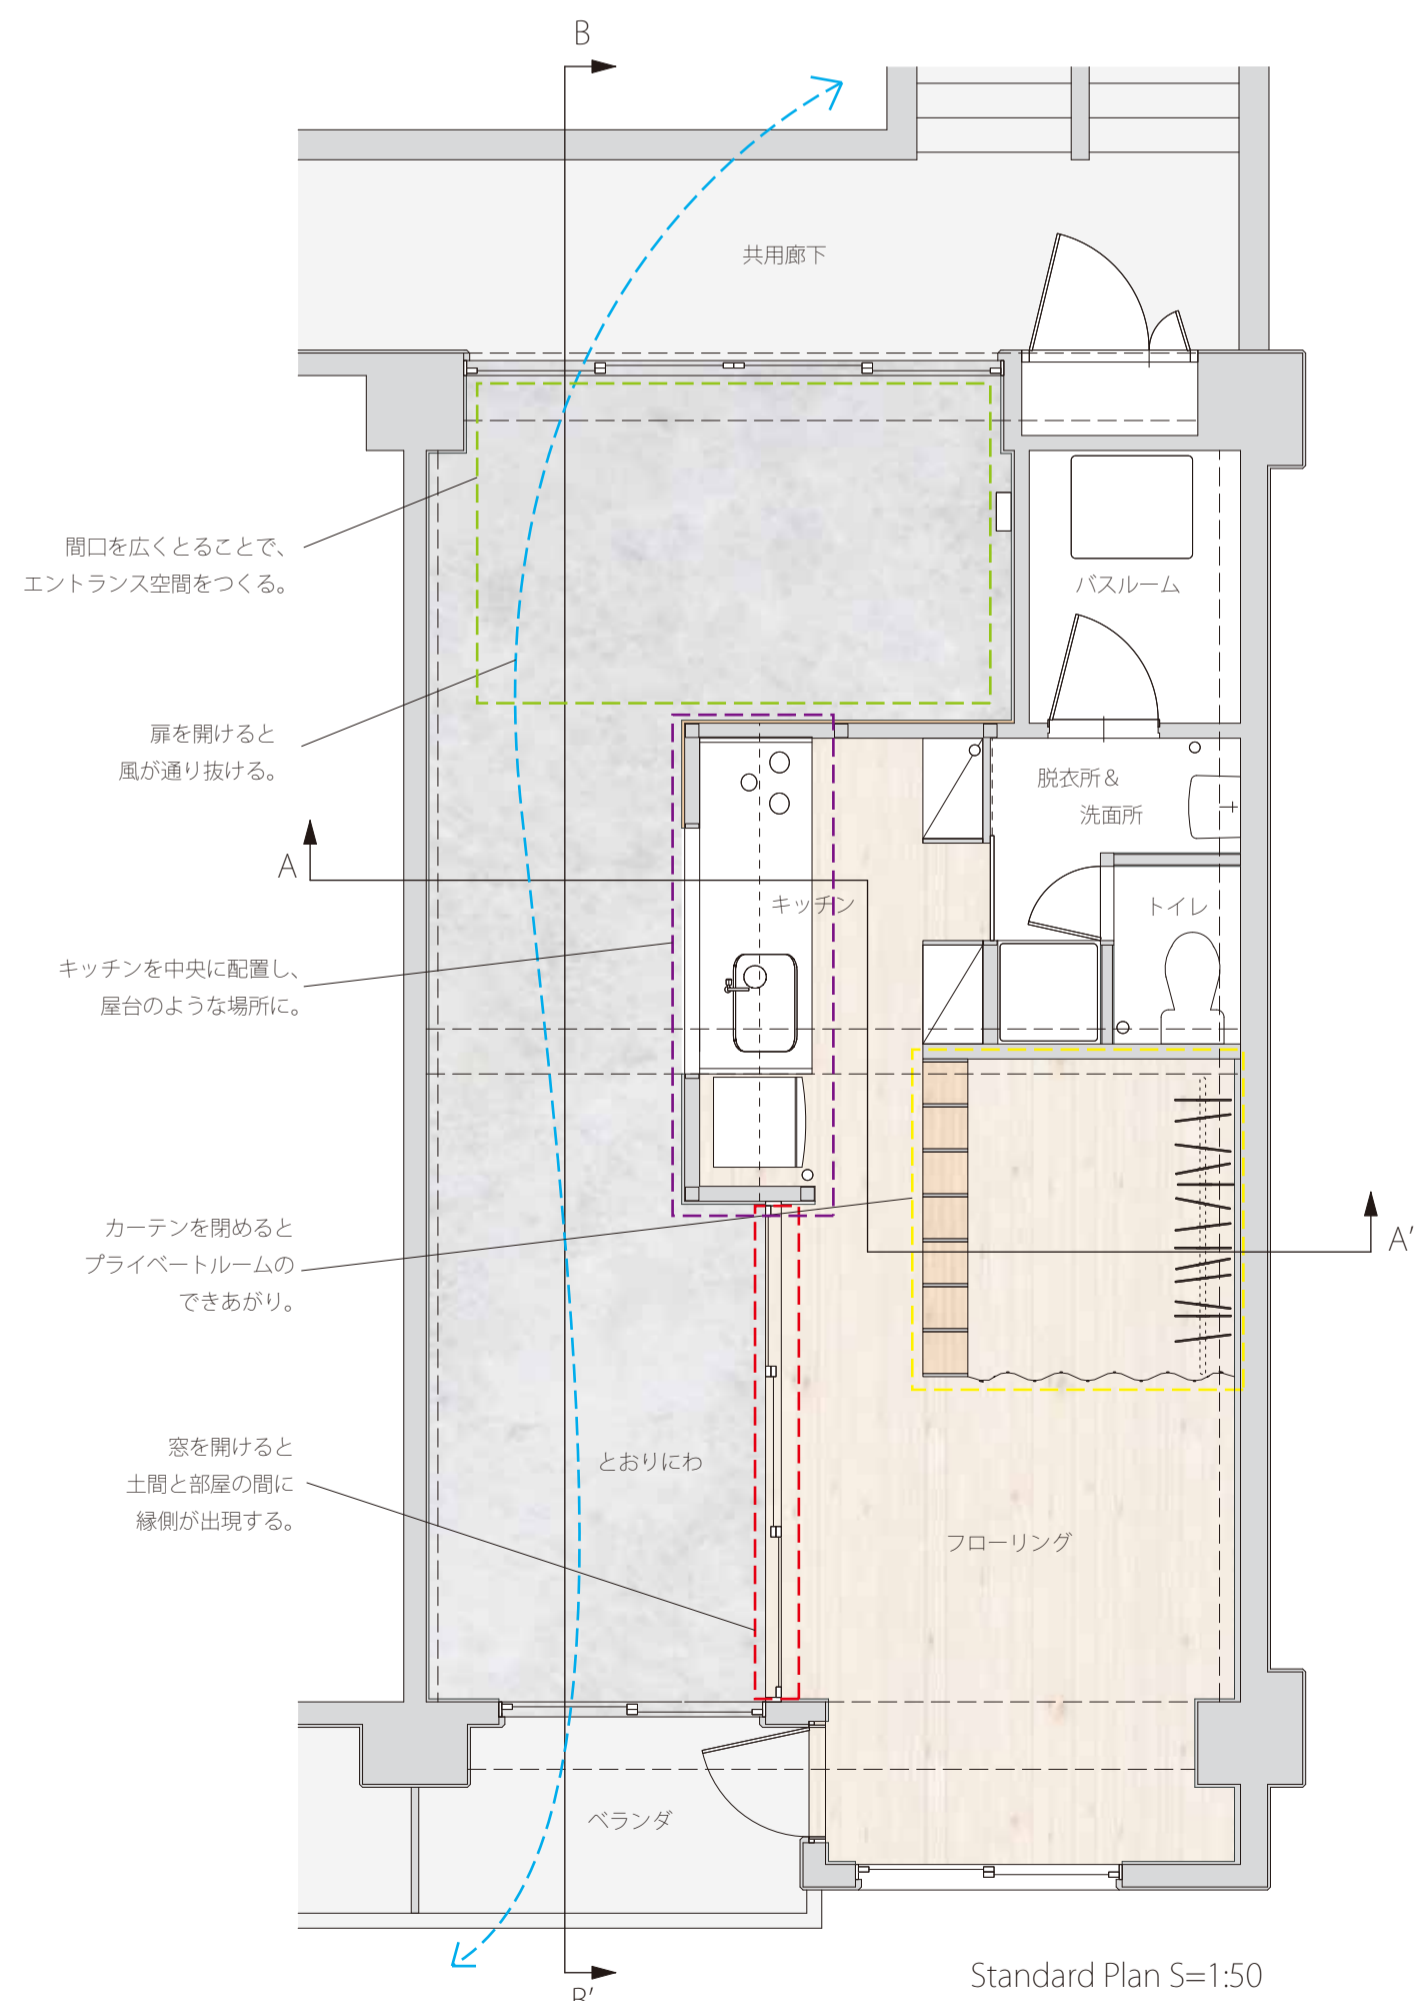 B
共用廊下
間口を広くとることで、
エントランス空間をつくる。
バスルーム
扉を開けると
風が通り抜ける。
脱衣所&
洗面所
A
キッチン
トイレ
キッチンを中央に配置し、
屋台のような場所に。
カーテンを閉めると
プライベートルームの
できあがり。
A'
窓を開けると
土間と部屋の間に
縁側が出現する。
とおりにわ
フローリング
ベランダ
B'
Standard Plan S=1:50